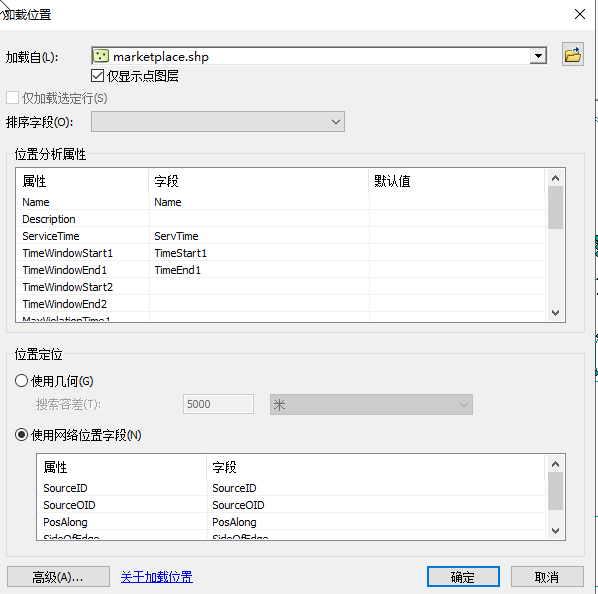 加载位置
加载自(L): marketplace.shp
仅显示点图层
仅加载选定行(S)
排序字段(O):
位置分析属性
属性 字段 默认值
Name Name
Description
ServiceTime ServTime
TimeWindowStart1 TimeStart1
TimeWindowEnd1 TimeEnd1
TimeWindowStart2
TimeWindowEnd2
MaxViolationTime1
位置定位
使用几何(G)
搜索容差(T): 5000 米
使用网络位置字段(N)
属性 字段
SourceID SourceID
SourceOID SourceOID
PosAlong PosAlong
SideOfEdge SideOfEdge
高级(A)... 关于加载位置 确定 取消